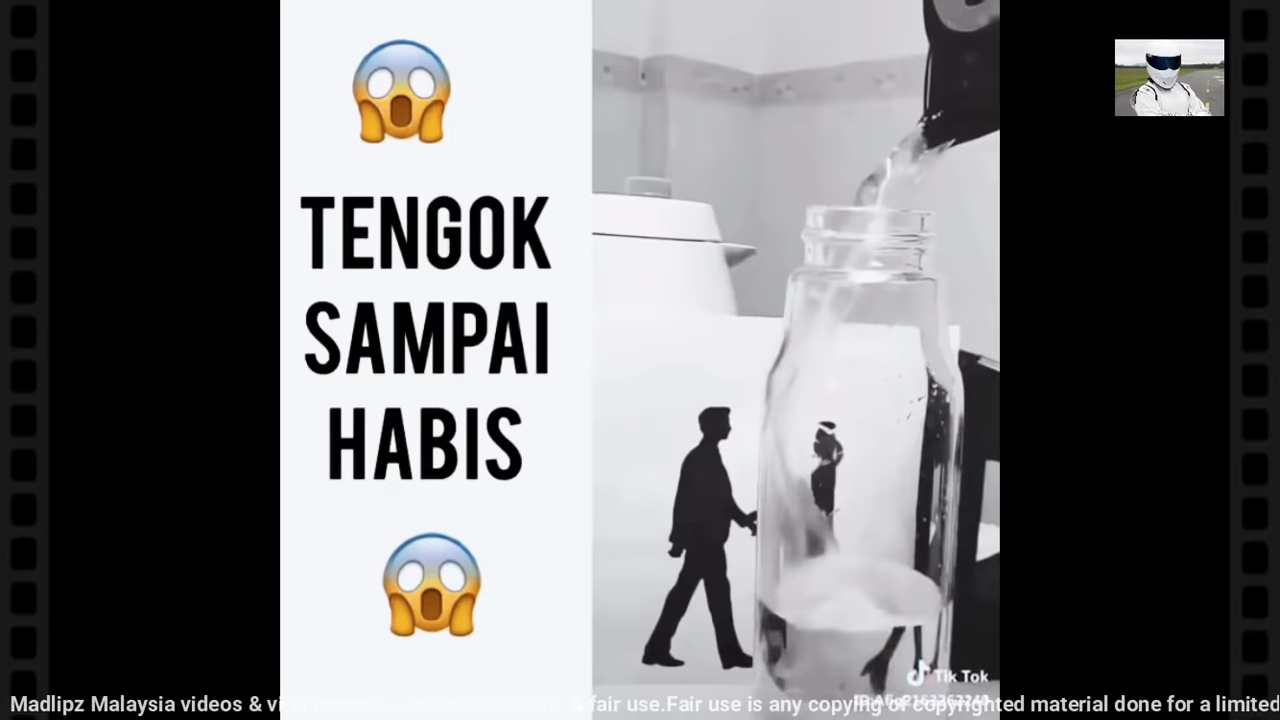 TENGOK
SAMPAI
HABIS
Tik Tok
Madlipz Malaysia videos & fair use.Fair use is any copying of copyrighted material done for a limited